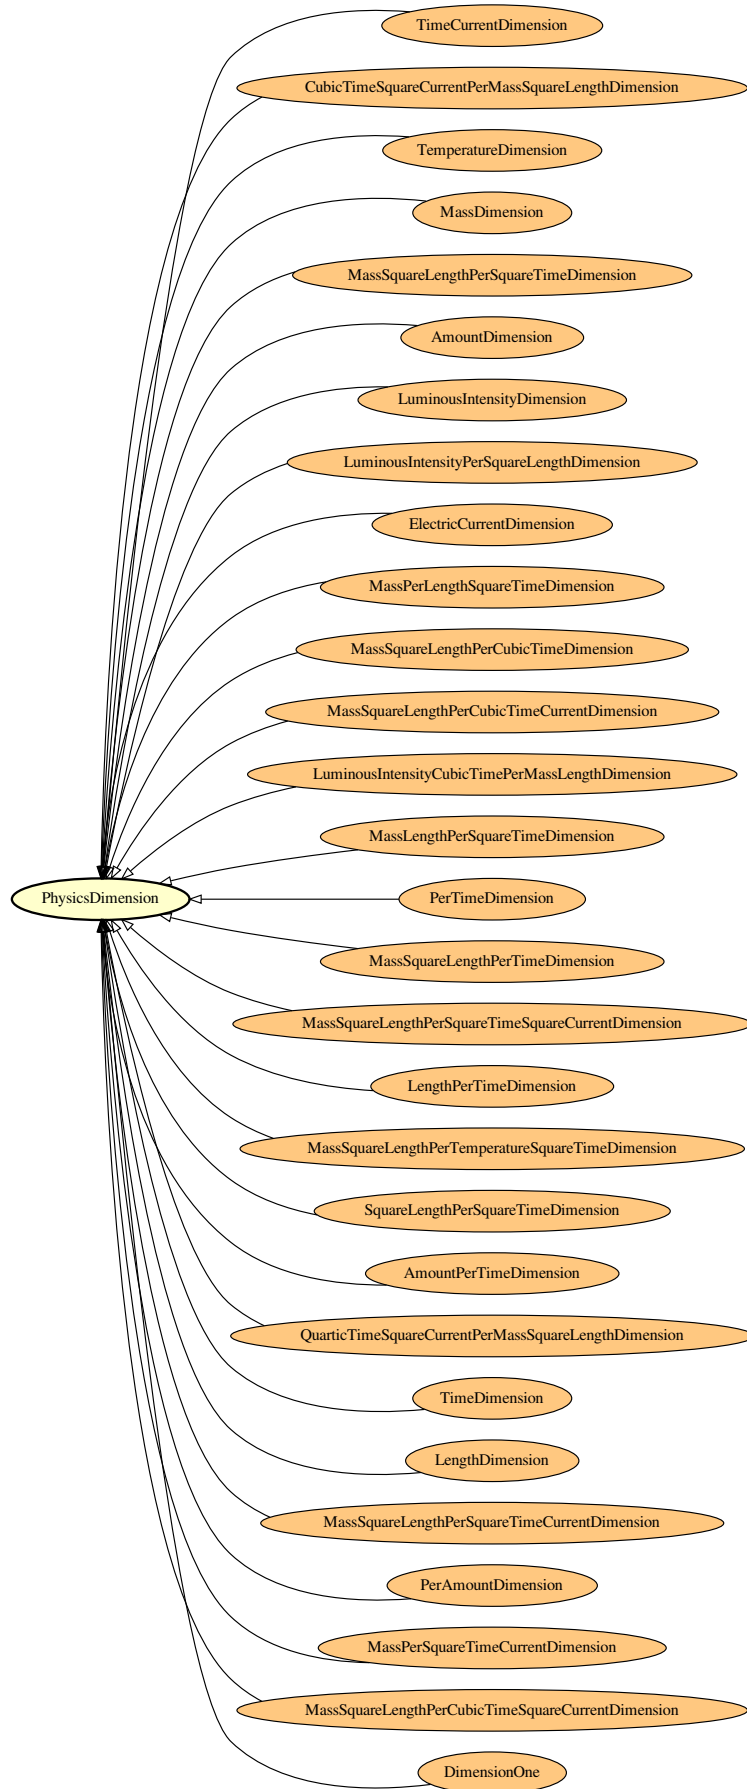 TimeCurrentDimension
CubicTimeSquareCurrentPerMassSquareLengthDimension
TemperatureDimension
MassDimension
MassSquareLengthPerSquareTimeDimension
AmountDimension
LuminousIntensityDimension
LuminousIntensityPerSquareLengthDimension
ElectricCurrentDimension
MassPerLengthSquareTimeDimension
MassSquareLengthPerCubicTimeDimension
MassSquareLengthPerCubicTimeCurrentDimension
LuminousIntensityCubicTimePerMassLengthDimension
MassLengthPerSquareTimeDimension
PhysicsDimension
PerTimeDimension
MassSquareLengthPerTimeDimension
MassSquareLengthPerSquareTimeSquareCurrentDimension
LengthPerTimeDimension
MassSquareLengthPerTemperatureSquareTimeDimension
SquareLengthPerSquareTimeDimension
AmountPerTimeDimension
QuarticTimeSquareCurrentPerMassSquareLengthDimension
TimeDimension
LengthDimension
MassSquareLengthPerSquareTimeCurrentDimension
PerAmountDimension
MassPerSquareTimeCurrentDimension
MassSquareLengthPerCubicTimeSquareCurrentDimension
DimensionOne